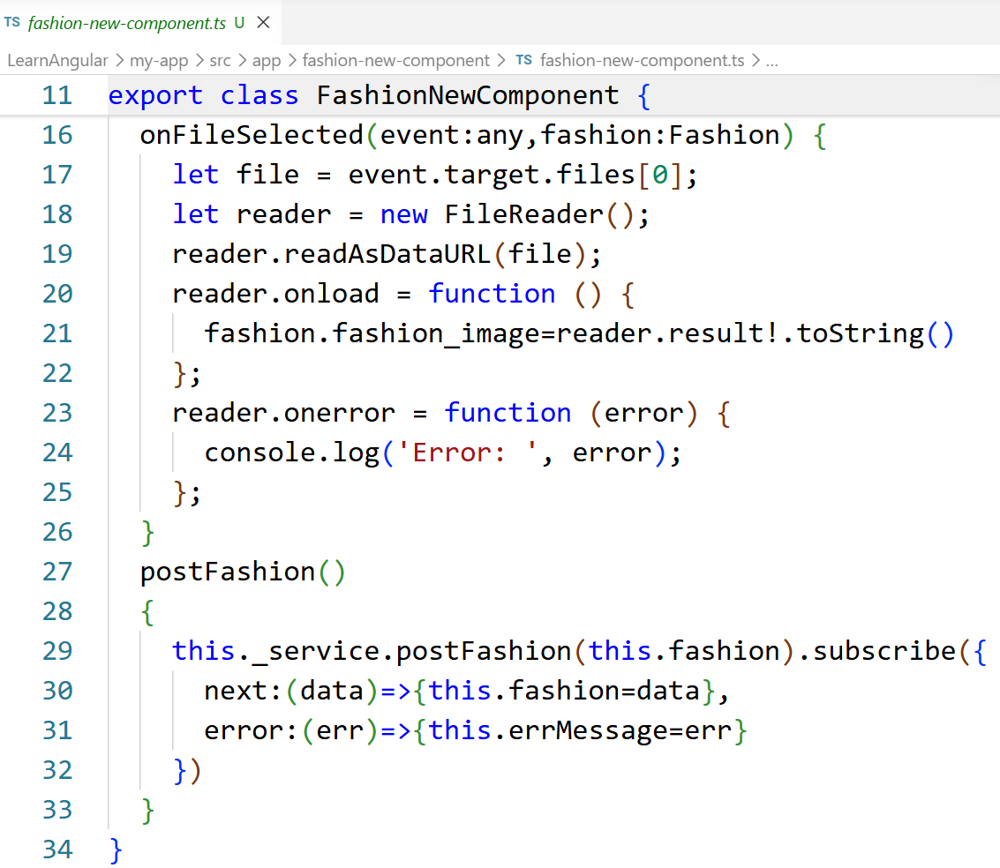 TS fashion-new-component.ts U ×
LearnAngular > my-app > src > app > fashion-new-component > TS fashion-new-component.ts > ...
11 export class FashionNewComponent {
16 onFileSelected(event:any,fashion:Fashion) {
17 let file = event.target.files[0];
18 let reader = new FileReader();
19 reader.readAsDataURL(file);
20 reader.onload = function () {
21 fashion.fashion_image=reader.result!.toString()
22 };
23 reader.onerror = function (error) {
24 console.log('Error: ', error);
25 };
26 }
27 postFashion()
28 {
29 this._service.postFashion(this.fashion).subscribe({
30 next:(data)=>{this.fashion=data},
31 error:(err)=>{this.errMessage=err}
32 })
33 }
34 }